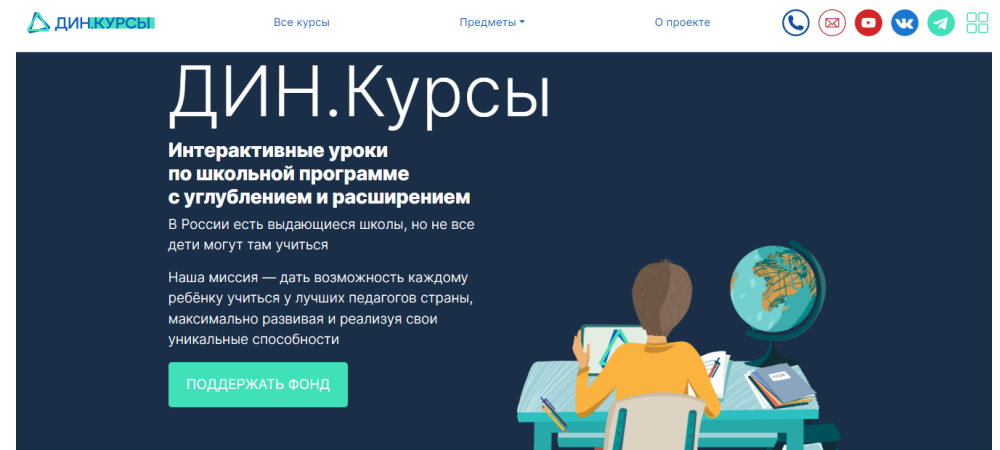 ДИН.КУРСЫ
Все курсы
Предметы
О проекте
ДИН.Курсы
Интерактивные уроки
по школьной программе
с углублением и расширением
В России есть выдающиеся школы, но не все
дети могут там учиться
Наша миссия — дать возможность каждому
ребёнку учиться у лучших педагогов страны,
максимально развивая и реализуя свои
уникальные способности
ПОДДЕРЖАТЬ ФОНД